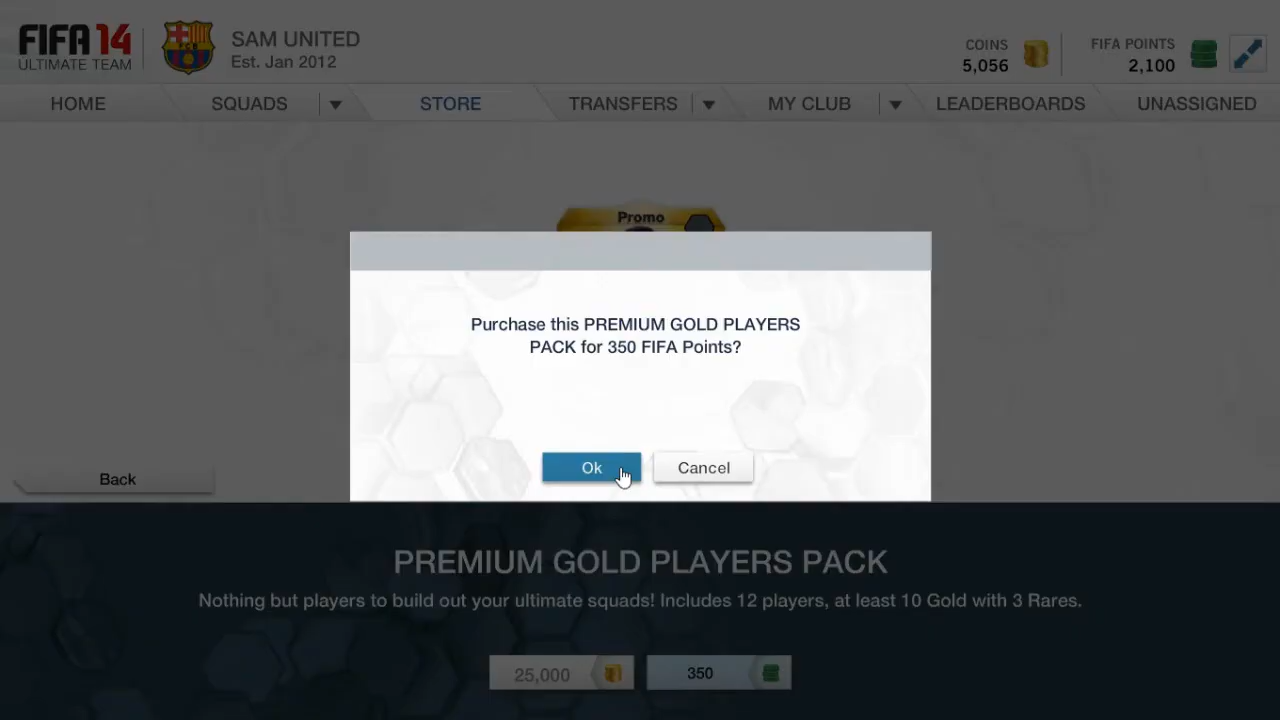 FIFA 14
ULTIMATE TEAM
SAM UNITED
Est. Jan 2012
COINS
5,056
FIFA POINTS
2,100
HOME
SQUADS
STORE
TRANSFERS
MY CLUB
LEADERBOARDS
UNASSIGNED
Promo
Purchase this PREMIUM GOLD PLAYERS
PACK for 350 FIFA Points?
Ok
Cancel
Back
PREMIUM GOLD PLAYERS PACK
Nothing but players to build out your ultimate squads! Includes 12 players, at least 10 Gold with 3 Rares.
25,000
350